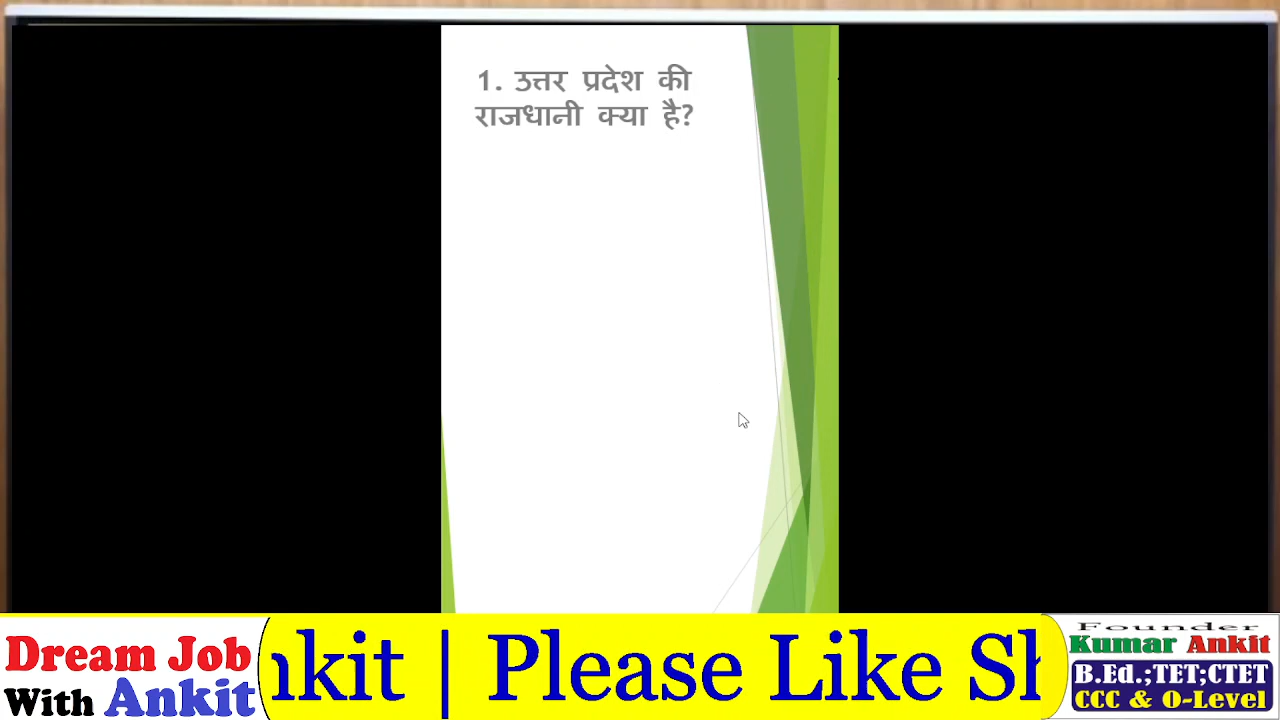 1. उत्तर प्रदेश की
राजधानी क्या है?
Dream Job
With Ankit
nkit | Please Like Sh
Founder
Kumar Ankit
B.Ed.;TET;CTET
CCC & O-Level